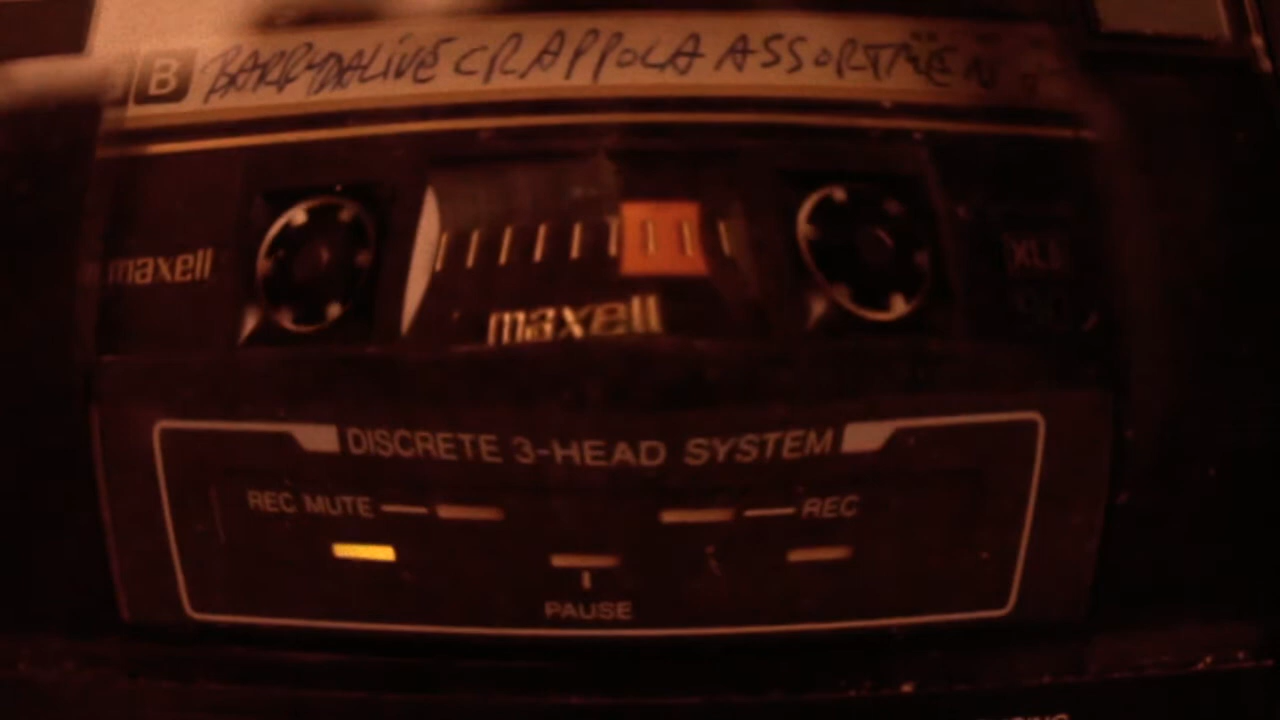 B BARRYDALIVE CRAPPOLA ASSORTMEN
maxell
XLII
maxell
DISCRETE 3-HEAD SYSTEM
REC MUTE
REC
PAUSE